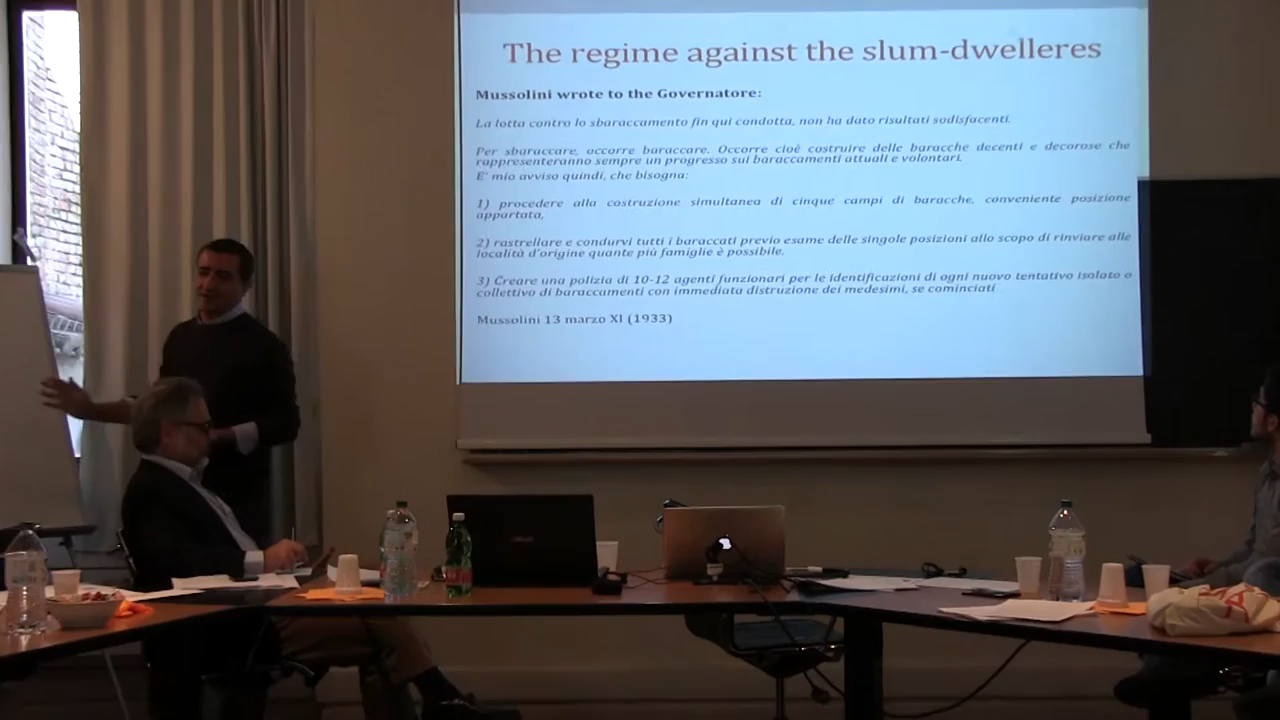 The regime against the slum-dwelleres
Mussolini wrote to the Governatore:
La lotta contro lo sbaraccamento fin qui condotta, non ha dato risultati sodisfacenti.
Per sbaraccare, occorre baraccare. Occorre cioè costruire delle baracche decenti e decorose che
rappresenteranno sempre un progresso sui baraccamenti attuali e volontari.
E' mio avviso quindi, che bisogna:
1) procedere alla costruzione simultanea di cinque campi di baracche, conveniente posizione
appartata,
2) rastrellare e condurvi tutti i baraccati previo esame delle singole posizioni allo scopo di rinviare alle
località d'origine quante più famiglie è possibile.
3) Creare una polizia di 10-12 agenti funzionari per le identificazioni di ogni nuovo tentativo isolato o
collettivo di baraccamenti con immediata distruzione dei medesimi, se cominciati
Mussolini 13 marzo XI (1933)